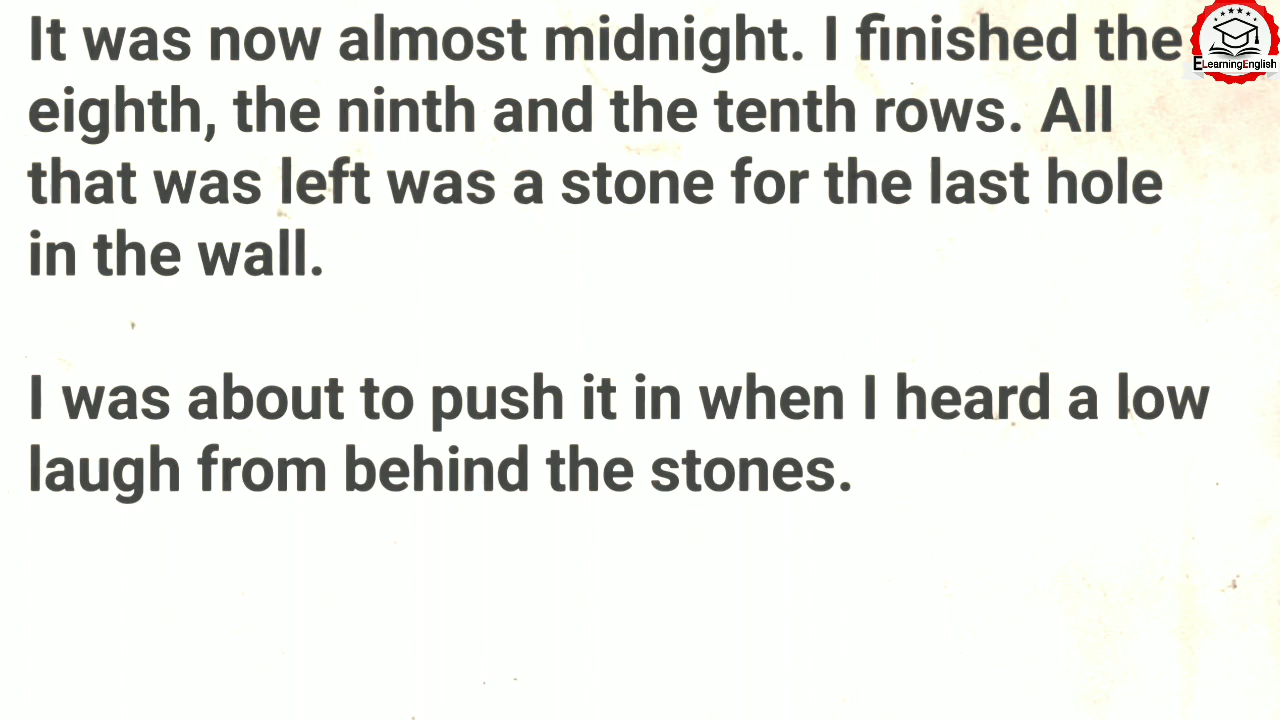 It was now almost midnight. I finished the
eighth, the ninth and the tenth rows. All
that was left was a stone for the last hole
in the wall.
I was about to push it in when I heard a low
laugh from behind the stones.
ELearningEnglish